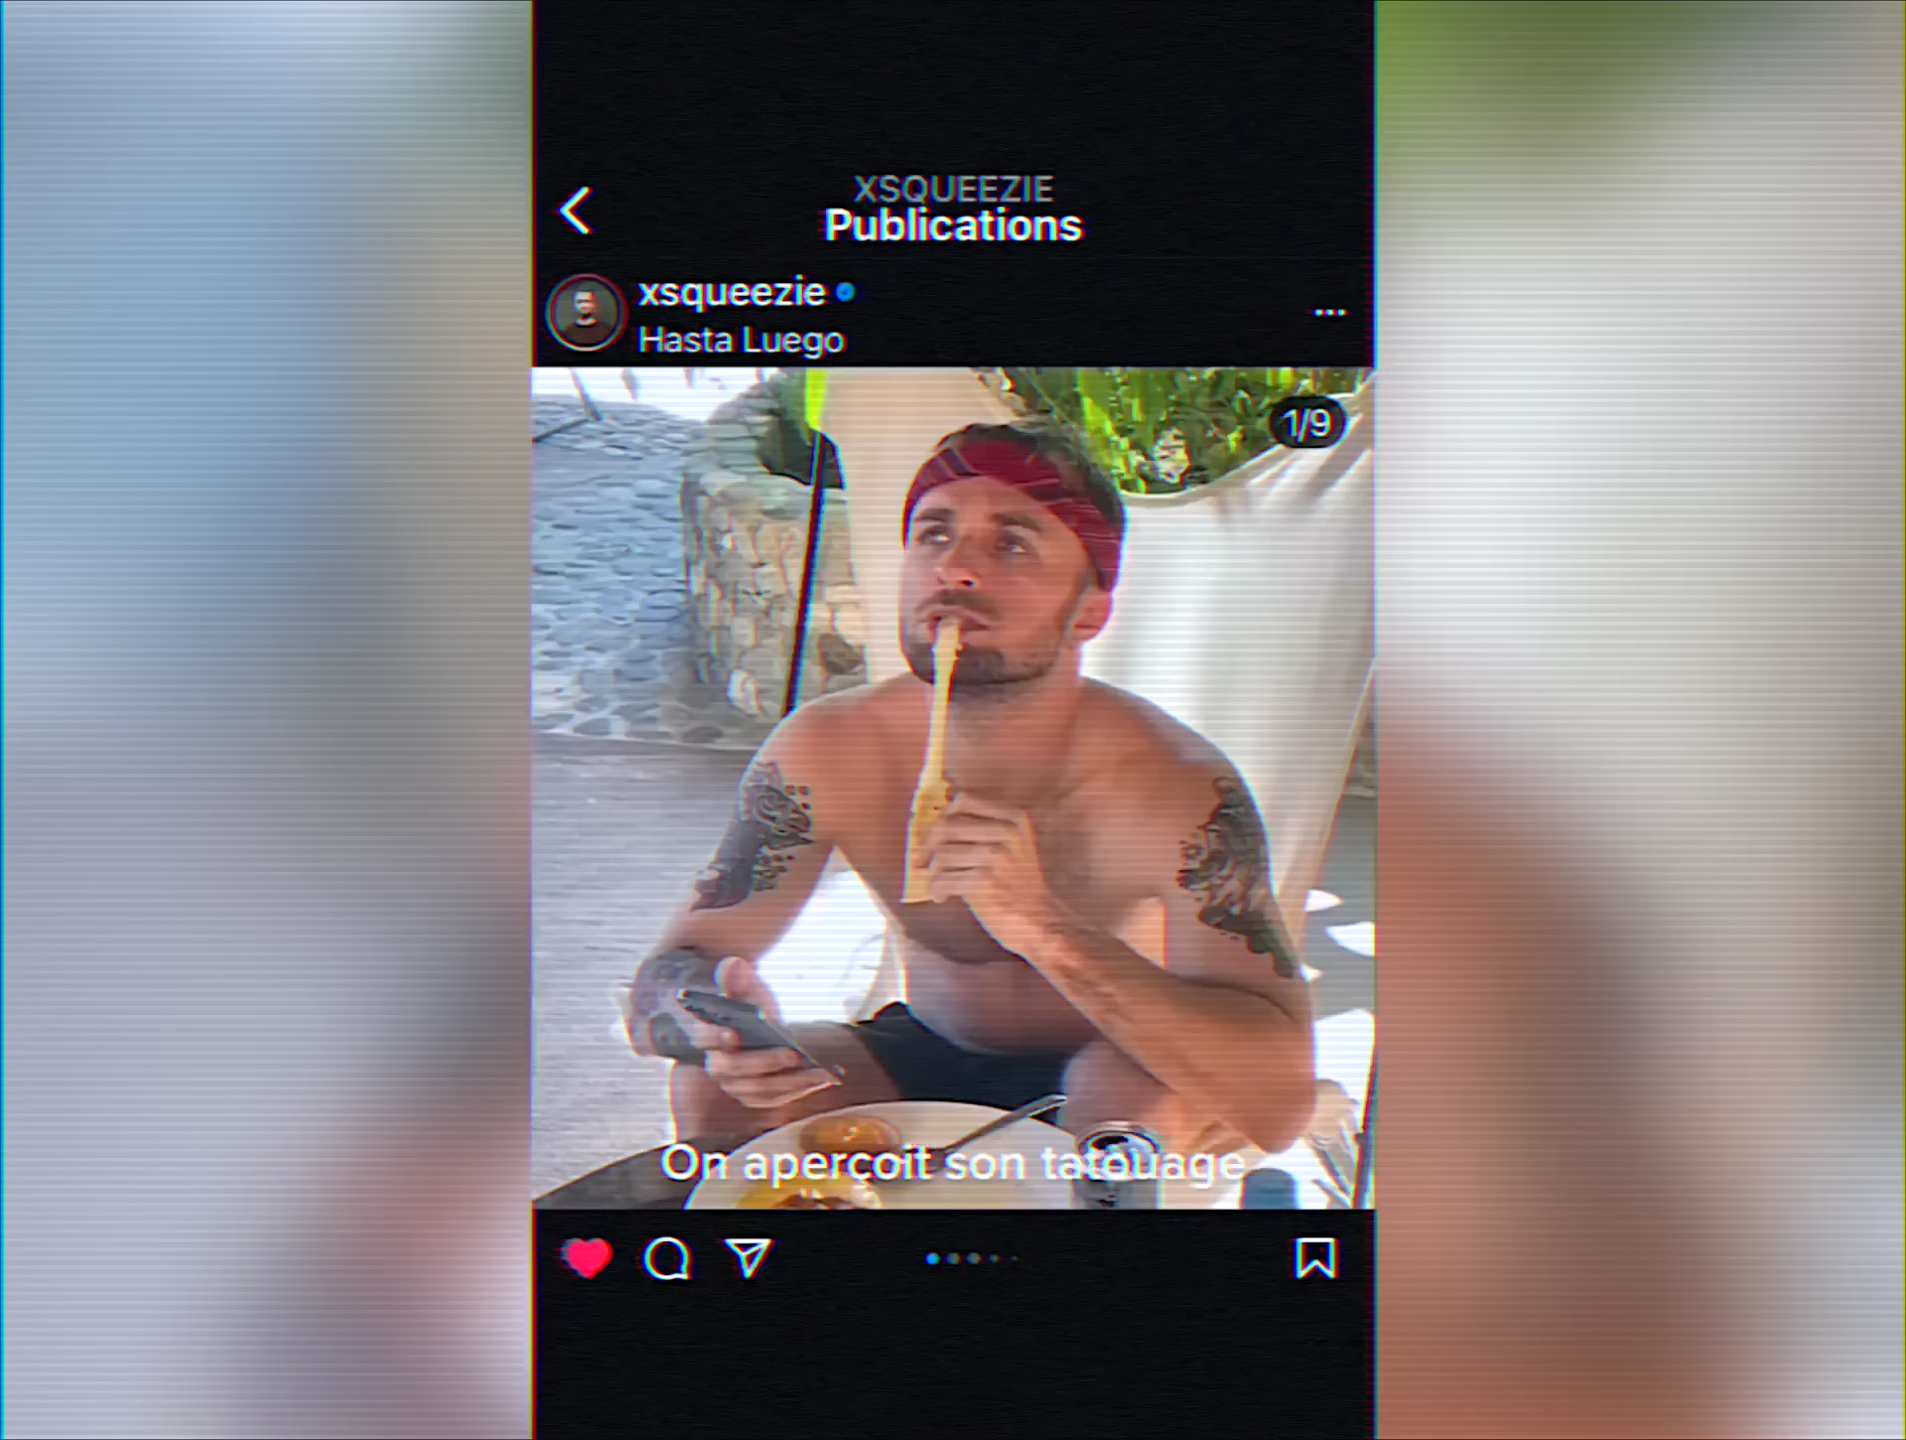 XSQUEEZIE
Publications
xsqueezie
Hasta Luego
1/9
On aperçoit son tatouage